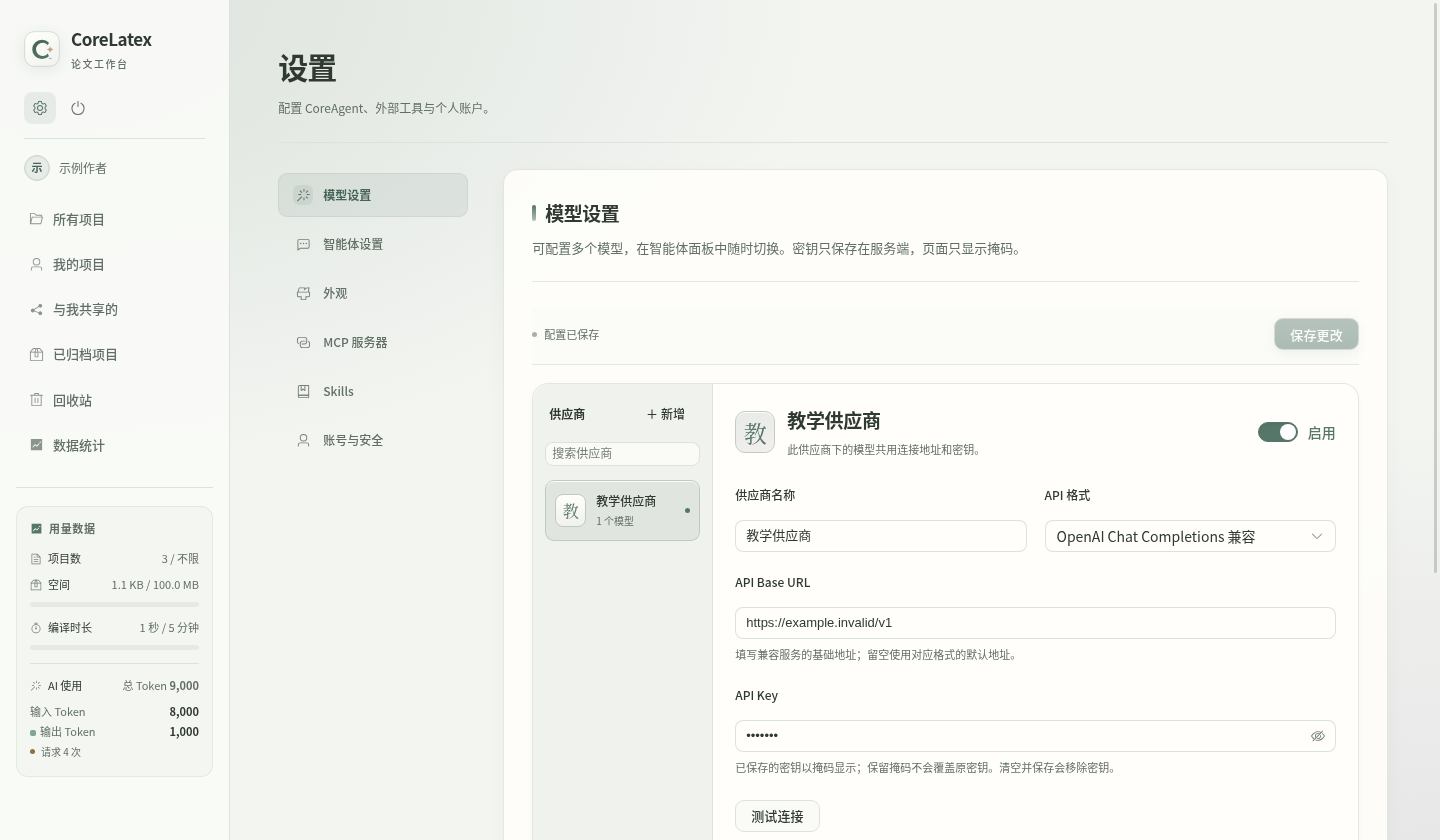 CoreLatex
论文工作台
示
示例作者
所有项目
我的项目
与我共享的
已归档项目
回收站
数据统计
用量数据
项目数 3 / 不限
空间 1.1 KB / 100.0 MB
编译时长 1 秒 / 5 分钟
AI 使用 总 Token 9,000
输入 Token 8,000
输出 Token 1,000
请求 4 次
设置
配置 CoreAgent、外部工具与个人账户。
模型设置
智能体设置
外观
MCP 服务器
Skills
账号与安全
模型设置
可配置多个模型，在智能体面板中随时切换。密钥只保存在服务端，页面只显示掩码。
配置已保存
保存更改
供应商
新增
搜索供应商
教
教学供应商
1 个模型
教
教学供应商
此供应商下的模型共用连接地址和密钥。
启用
供应商名称
API 格式
教学供应商
OpenAI Chat Completions 兼容
API Base URL
https://example.invalid/v1
填写兼容服务的基础地址；留空使用对应格式的默认地址。
API Key
•••••••
已保存的密钥以掩码显示；保留掩码不会覆盖原密钥。清空并保存会移除密钥。
测试连接